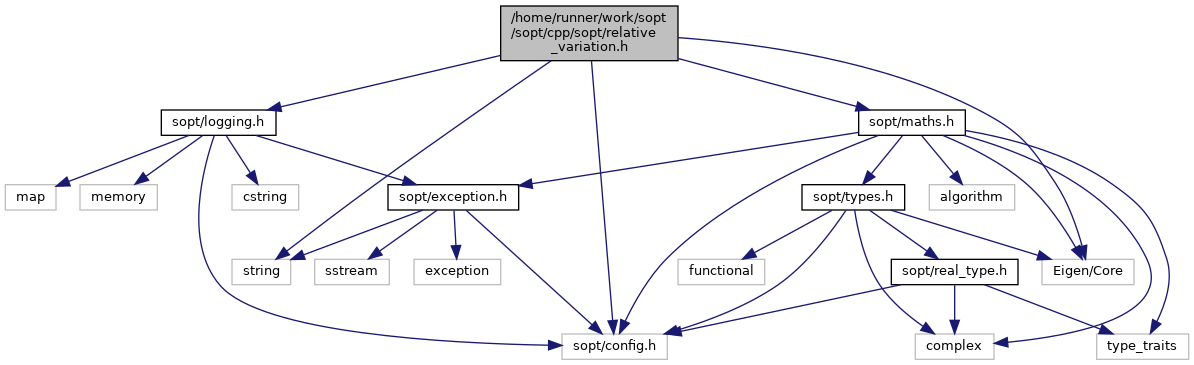 /home/runner/work/sopt
/sopt/cpp/sopt/relative
_variation.h
sopt/logging.h
sopt/maths.h
map
memory
cstring
sopt/exception.h
sopt/types.h
algorithm
string
sstream
exception
functional
sopt/real_type.h
Eigen/Core
sopt/config.h
complex
type_traits